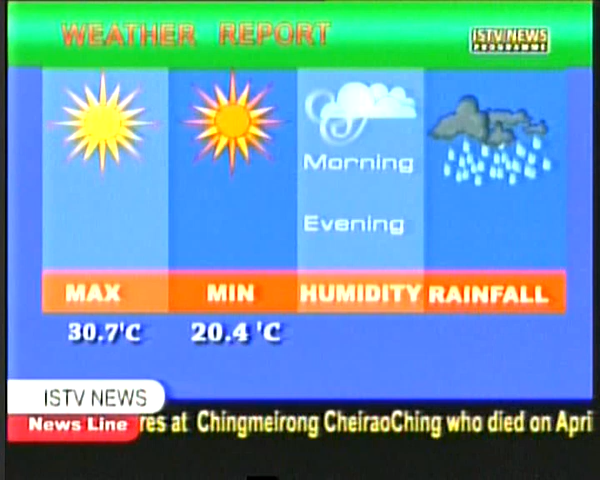 WEATHER REPORT
ISTV NEWS
PROGRAMME
Morning
Evening
MAX MIN HUMIDITY RAINFALL
30.7'C 20.4 'C
ISTV NEWS
News Line res at Chingmeirong CheiraoChing who died on Apri